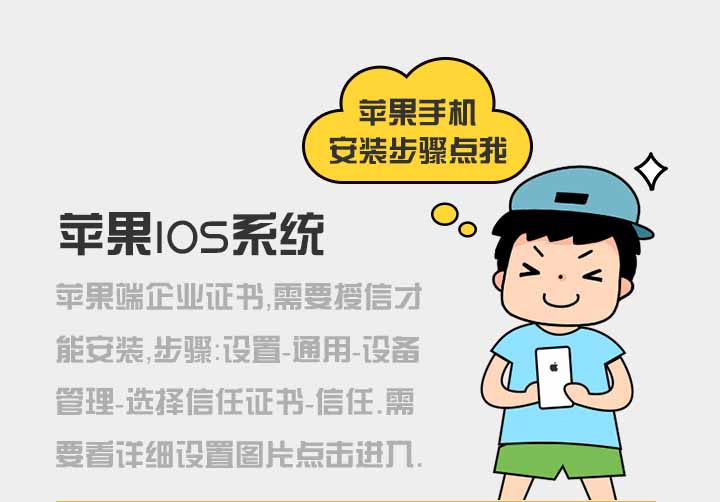 苹果手机
安装步骤点我
苹果IOS系统
苹果端企业证书,需要授信才
能安装,步骤:设置-通用-设备
管理-选择信任证书-信任.需
要看详细设置图片点击进入.